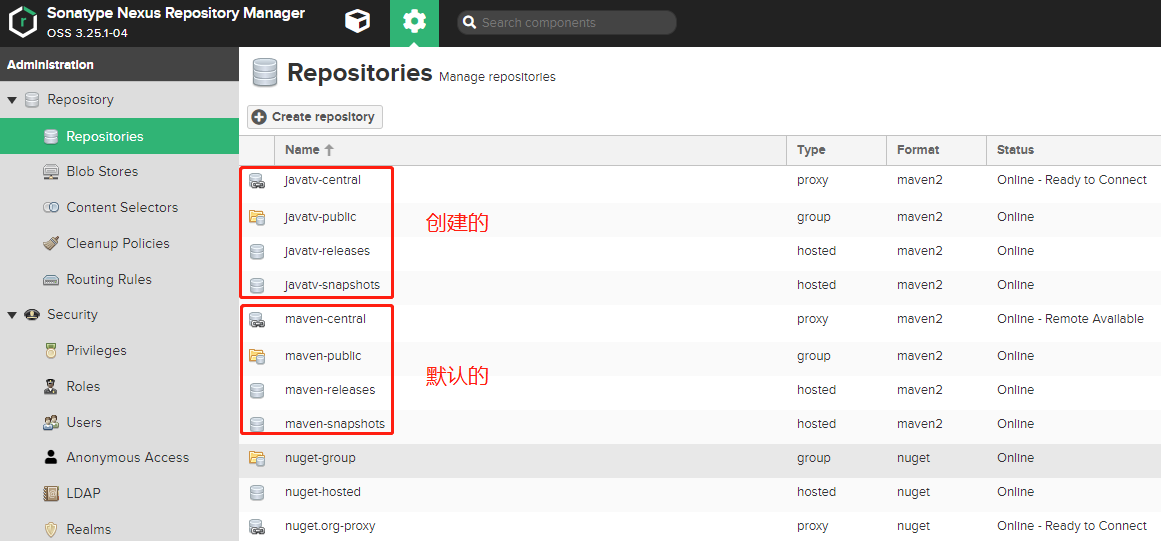 Sonatype Nexus Repository Manager
OSS 3.25.1-04
Search components
Administration
Repository
Repositories
Blob Stores
Content Selectors
Cleanup Policies
Routing Rules
Security
Privileges
Roles
Users
Anonymous Access
LDAP
Realms
Repositories Manage repositories
Create repository
Name Type Format Status
javatv-central proxy maven2 Online - Ready to Connect
javatv-public group maven2 Online
创建的
javatv-releases hosted maven2 Online
javatv-snapshots hosted maven2 Online
maven-central proxy maven2 Online - Remote Available
maven-public group maven2 Online
默认的
maven-releases hosted maven2 Online
maven-snapshots hosted maven2 Online
nuget-group group nuget Online
nuget-hosted hosted nuget Online
nuget.org-proxy proxy nuget Online - Ready to Connect